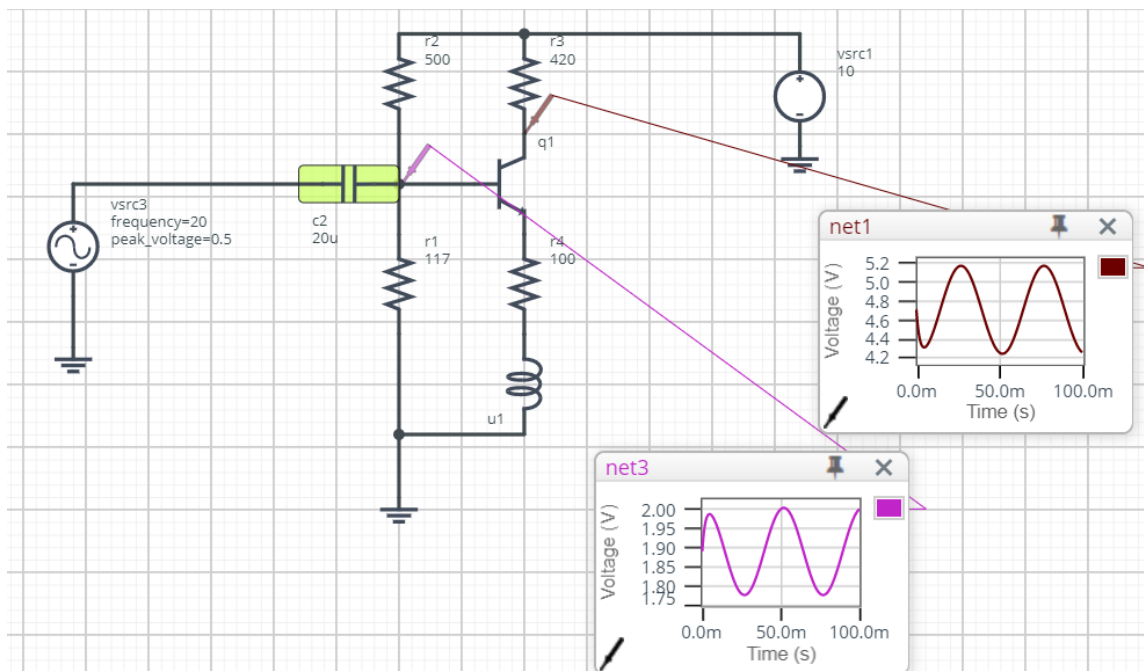 r2
500
r3
420
vsrc1
10
+
-
q1
vsrc3
frequency=20
peak_voltage=0.5
+
-
c2
20u
r1
117
r4
100
u1
net1
Voltage (V)
5.2
5.0
4.8
4.6
4.4
4.2
0.0m 50.0m 100.0m
Time (s)
net3
Voltage (V)
2.00
1.95
1.90
1.85
1.80
1.75
0.0m 50.0m 100.0m
Time (s)